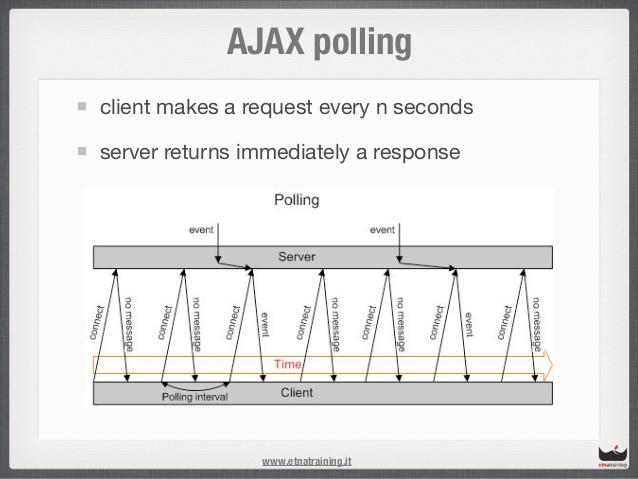 AJAX polling
client makes a request every n seconds
server returns immediately a response
Polling
event
event
Server
connect
no message
connect
no message
connect
event
connect
no message
connect
no message
connect
event
connect
no message
Time
Polling interval
Client
www.etnatraining.it
etnatraining